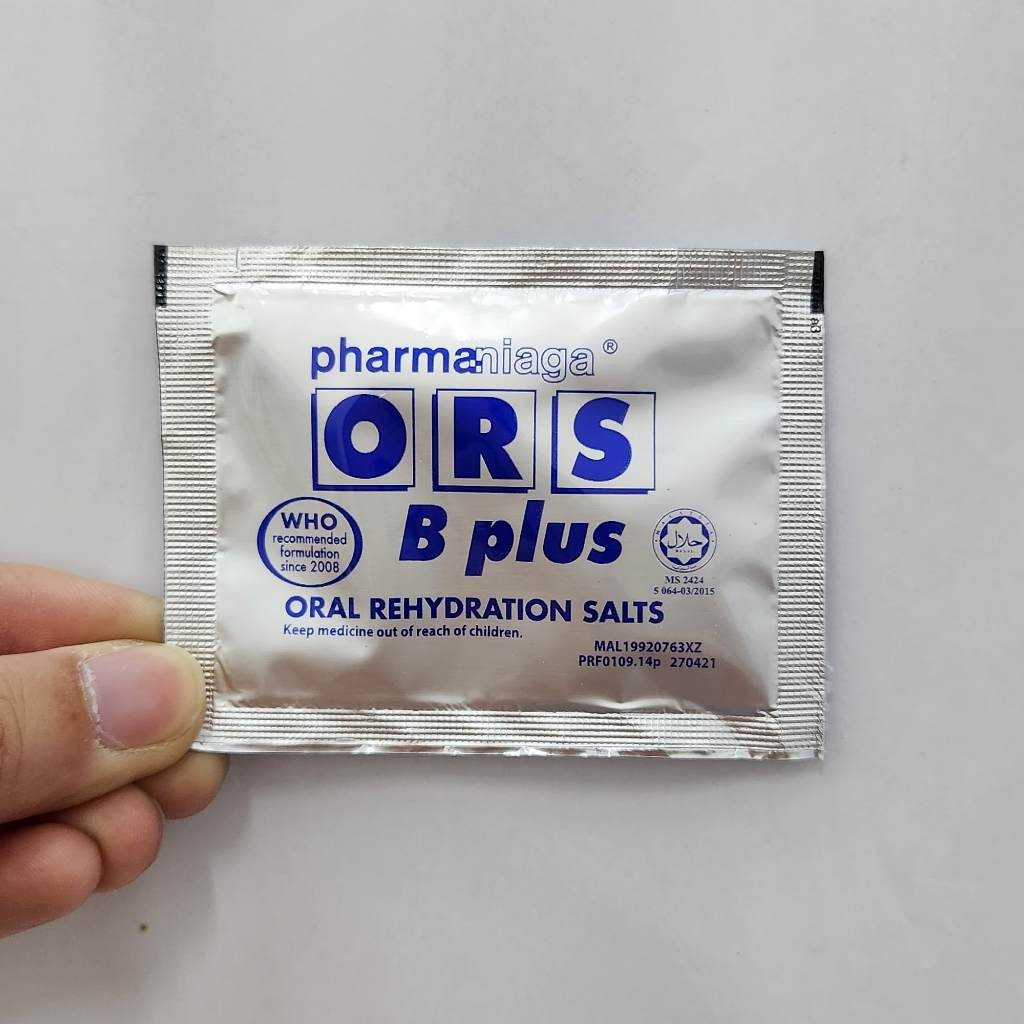 pharmaniaga®
ORS
B plus
WHO
recommended
formulation
since 2008
حلال
MS 2424
5 064-03/2015
ORAL REHYDRATION SALTS
Keep medicine out of reach of children.
MAL19920763XZ
PRF0109.14p 270421